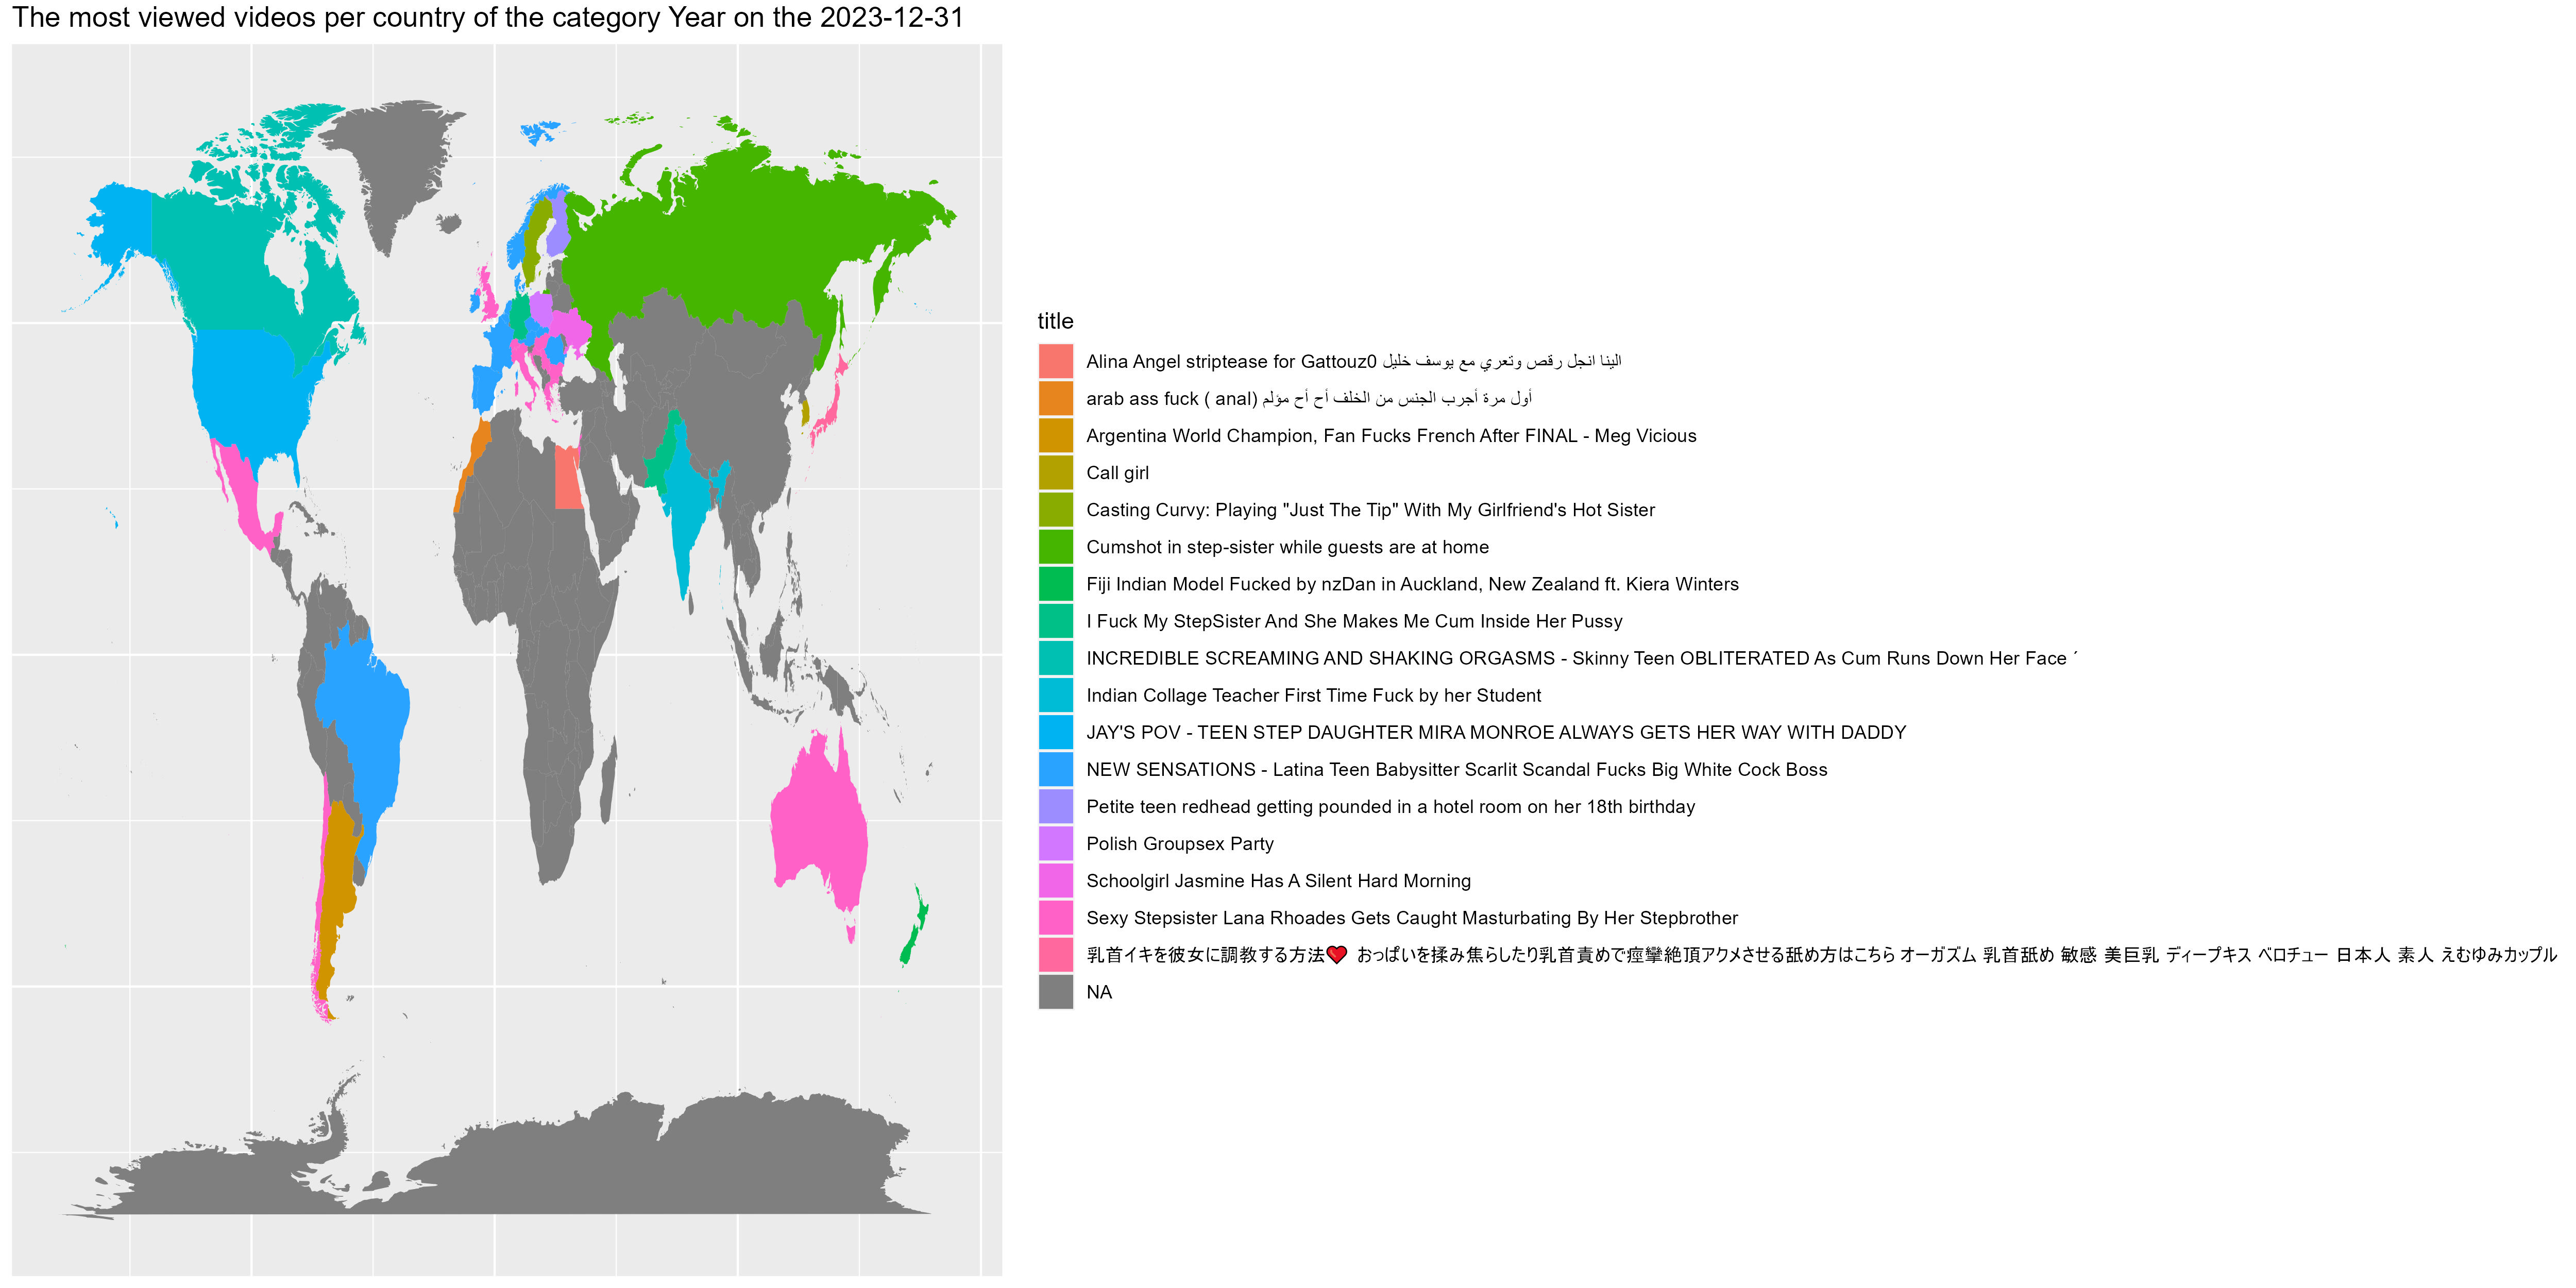 The most viewed videos per country of the category Year on the 2023-12-31
title
Alina Angel striptease for Gattouz0 الينا انجل رقص وتعري مع يوسف خليل
arab ass fuck ( anal) أول مرة أجرب الجنس من الخلف أح أح مؤلم
Argentina World Champion, Fan Fucks French After FINAL - Meg Vicious
Call girl
Casting Curvy: Playing "Just The Tip" With My Girlfriend's Hot Sister
Cumshot in step-sister while guests are at home
Fiji Indian Model Fucked by nzDan in Auckland, New Zealand ft. Kiera Winters
I Fuck My StepSister And She Makes Me Cum Inside Her Pussy
INCREDIBLE SCREAMING AND SHAKING ORGASMS - Skinny Teen OBLITERATED As Cum Runs Down Her Face ´
Indian Collage Teacher First Time Fuck by her Student
JAY'S POV - TEEN STEP DAUGHTER MIRA MONROE ALWAYS GETS HER WAY WITH DADDY
NEW SENSATIONS - Latina Teen Babysitter Scarlit Scandal Fucks Big White Cock Boss
Petite teen redhead getting pounded in a hotel room on her 18th birthday
Polish Groupsex Party
Schoolgirl Jasmine Has A Silent Hard Morning
Sexy Stepsister Lana Rhoades Gets Caught Masturbating By Her Stepbrother
乳首イキを彼女に調教する方法❤️ おっぱいを揉み焦らしたり乳首責めで痙攣絶頂アクメさせる舐め方はこちら オーガズム 乳首舐め 敏感 美巨乳 ディープキス ベロチュー 日本人 素人 えむゆみカップル
NA